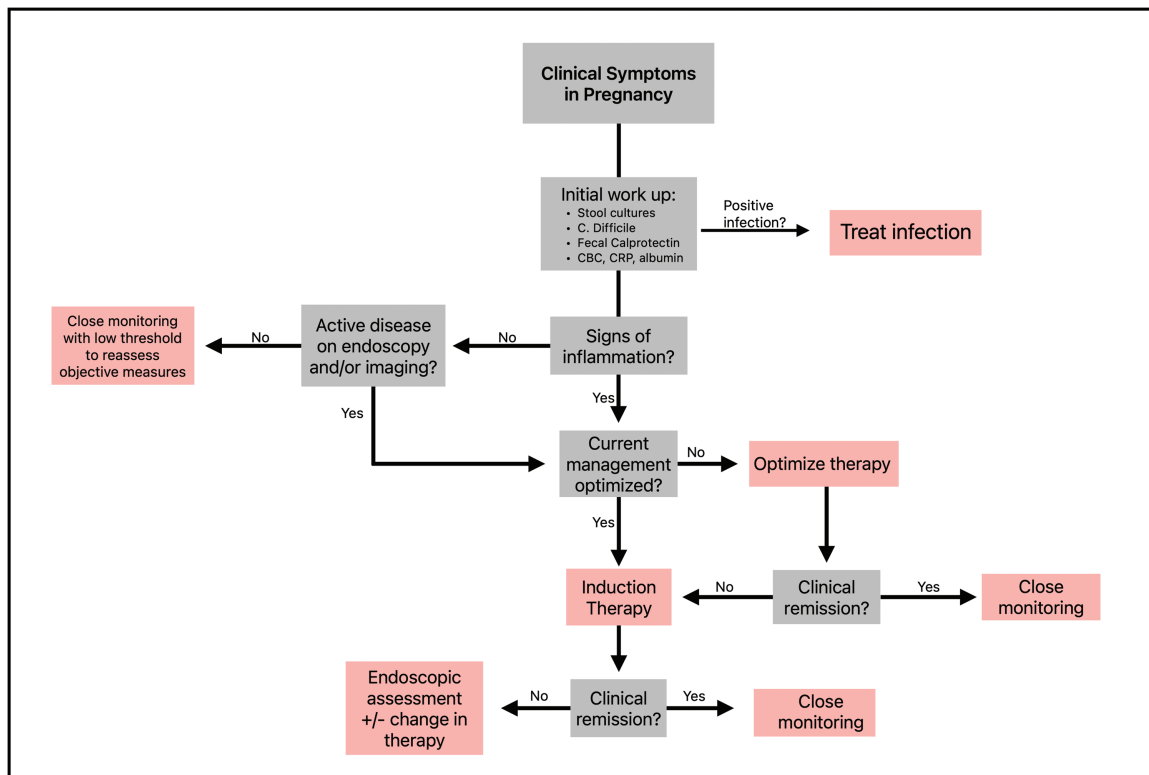 Clinical Symptoms
in Pregnancy
Initial work up:
• Stool cultures
• C. Difficile
• Fecal Calprotectin
• CBC, CRP, albumin
Positive
infection?
Treat infection
Close monitoring
with low threshold
to reassess
objective measures
No
Active disease
on endoscopy
and/or imaging?
No
Signs of
inflammation?
Yes
Yes
Current
management
optimized?
No
Optimize therapy
Yes
Induction
Therapy
No
Clinical
remission?
Yes
Close
monitoring
Endoscopic
assessment
+/- change in
therapy
No
Clinical
remission?
Yes
Close
monitoring